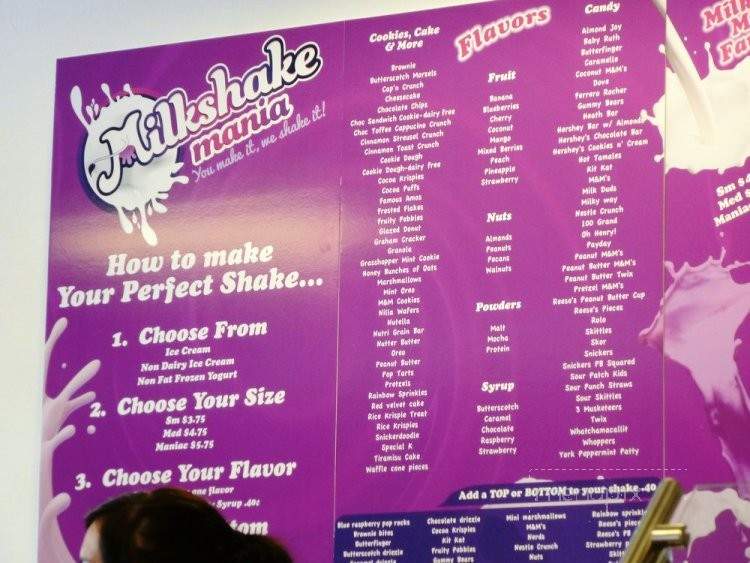 Milkshake
mania
You make it, we shake it!
How to make
Your Perfect Shake...
1. Choose From
Ice Cream
Non Dairy Ice Cream
Non Fat Frozen Yogurt
2. Choose Your Size
Sm $3.75
Med $4.75
Maniac $5.75
3. Choose Your Flavor
one flavor
Syrup .40¢
Cookies, Cake
& More
Brownie
Butterscotch Morsels
Cap'n Crunch
Cheesecake
Chocolate Chips
Choc Sandwich Cookie-dairy free
Choc Toffee Cappucino Crunch
Cinnamon Streusel Crunch
Cinnamon Toast Crunch
Cookie Dough
Cookie Dough-dairy free
Cocoa Krispies
Cocoa Puffs
Famous Amos
Frosted Flakes
Fruity Pebbles
Glazed Donut
Graham Cracker
Granola
Grasshopper Mint Cookie
Honey Bunches of Oats
Marshmallows
Mint Oreo
M&M Cookies
Nilla Wafers
Nutella
Nutri Grain Bar
Nutter Butter
Oreo
Peanut Butter
Pop Tarts
Pretzels
Rainbow Sprinkles
Red velvet cake
Rice Krispie Treat
Rice Krispies
Snickerdoodle
Special K
Tiramisu Cake
Waffle cone pieces
Flavors
Fruit
Banana
Blueberries
Cherry
Coconut
Mango
Mixed Berries
Peach
Pineapple
Strawberry
Nuts
Almonds
Peanuts
Pecans
Walnuts
Powders
Malt
Mocha
Protein
Syrup
Butterscotch
Caramel
Chocolate
Raspberry
Strawberry
Candy
Almond Joy
Baby Ruth
Butterfinger
Caramello
Coconut M&M's
Dove
Ferrero Rocher
Gummy Bears
Heath Bar
Hershey Bar w/ Almonds
Hershey's Chocolate Bar
Hershey's Cookies n' Cream
Hot Tamales
Kit Kat
M&M's
Milk Duds
Milky way
Nestle Crunch
100 Grand
Oh Henry!
Payday
Peanut M&M's
Peanut Butter M&M's
Peanut Butter Twix
Pretzel M&M's
Reese's Peanut Butter Cup
Reese's Pieces
Rolo
Skittles
Skor
Snickers
Snickers PB Squared
Sour Patch Kids
Sour Punch Straws
Sour Skittles
3 Musketeers
Twix
Whatchamacallit
Whoppers
York Peppermint Patty
Add a TOP or BOTTOM to your shake .40
Blue raspberry pop rocks
Brownie bites
Butterfinger
Butterscotch drizzle
Caramel drizzle
Chocolate drizzle
Cocoa Krispies
Kit Kat
Fruity Pebbles
Gummy Bears
Mini marshmallows
M&M's
Nerds
Nestle Crunch
Nuts
Rainbow sprinkles
Reese's pieces
Sm
Med
Maniac